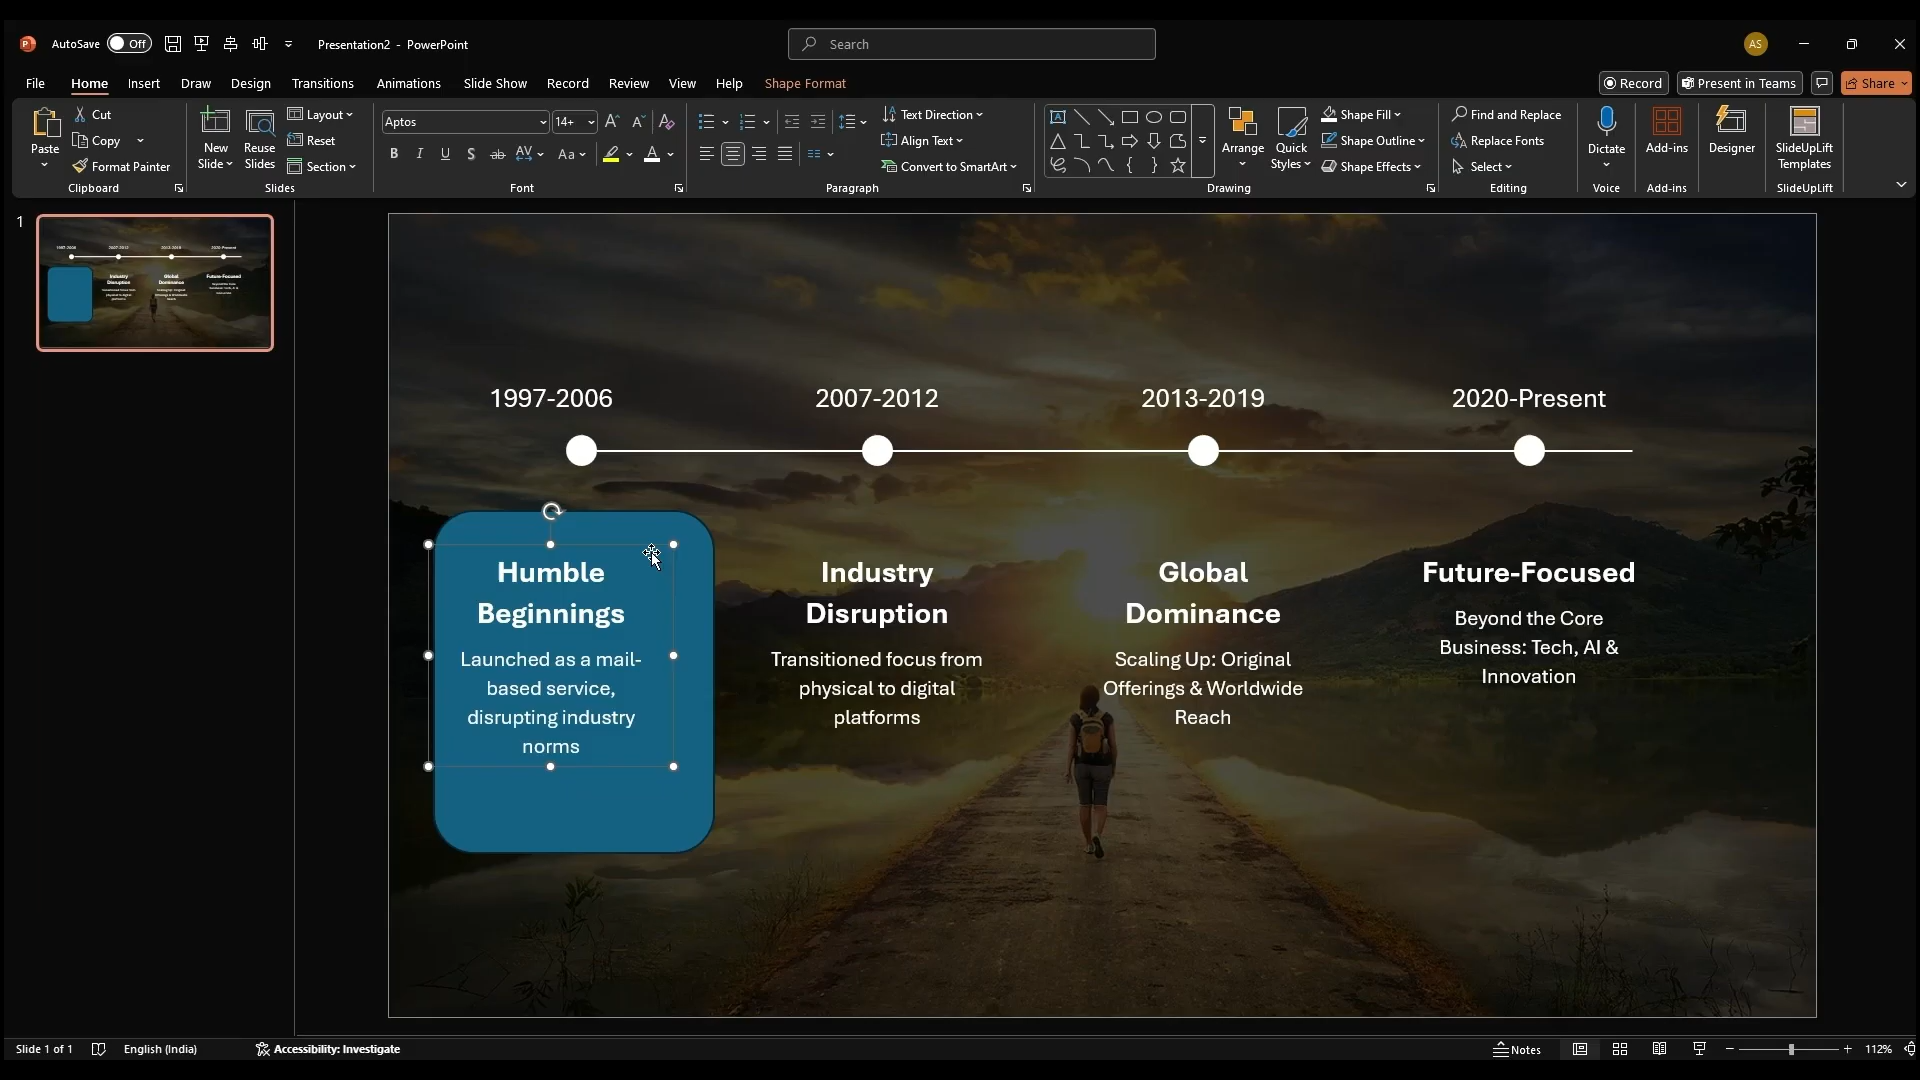 AutoSave Off Presentation2 - PowerPoint Search AS
File Home Insert Draw Design Transitions Animations Slide Show Record Review View Help Shape Format Record Present in Teams Share
Paste
Cut
Copy
Format Painter
Clipboard
New
Slide
Reuse
Slides
Layout
Reset
Section
Slides
Aptos 14+
B I U S ab AV Aa A
Font
Text Direction
Align Text
Convert to SmartArt
Paragraph
Arrange
Quick
Styles
Shape Fill
Shape Outline
Shape Effects
Drawing
Find and Replace
Replace Fonts
Select
Editing
Dictate
Voice
Add-ins
Add-ins
Designer
SlideUpLift
Templates
SlideUpLift
1
1997-2006 2007-2012 2013-2019 2020-Present
Humble
Beginnings
Launched as a mail-
based service,
disrupting industry
norms
Industry
Disruption
Transitioned focus from
physical to digital
platforms
Global
Dominance
Scaling Up: Original
Offerings & Worldwide
Reach
Future-Focused
Beyond the Core
Business: Tech, AI &
Innovation
Slide 1 of 1 English (India) Accessibility: Investigate Notes 112%